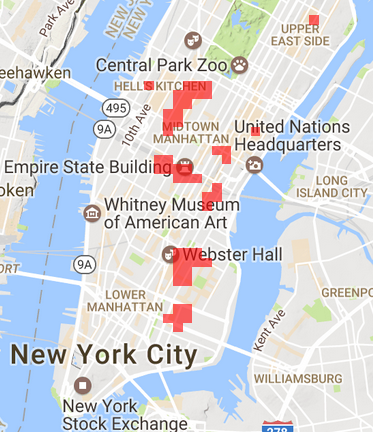 NEW J
NEW
Park Ave
UPPER
EAST SIDE
Central Park Zoo
eehawken
HELL'S KITCHEN
495
10th Ave
9A
MIDTOWN
MANHATTAN
United Nations
Headquarters
Empire State Building
LONG
ISLAND CITY
oken
Whitney Museum
of American Art
Webster Hall
9A
ORT
LOWER
MANHATTAN
GREENPO
Kent Ave
New York City
WILLIAMSBURG
New York
Stock Exchange
278